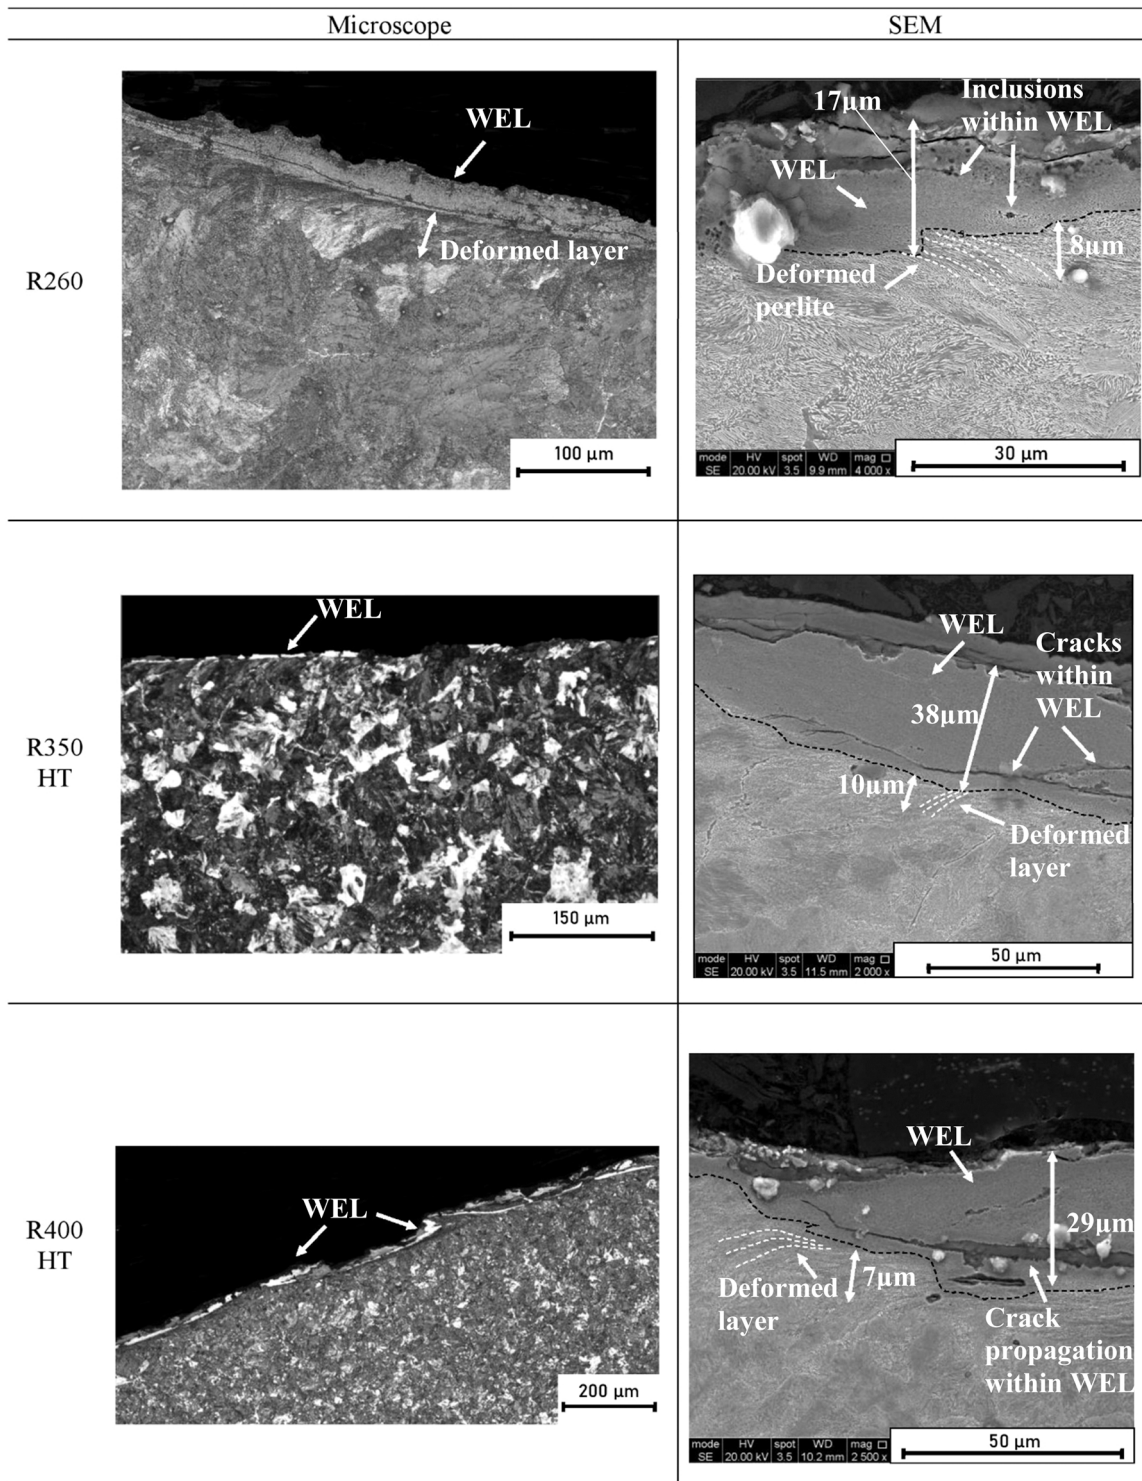 Microscope
SEM
R260
WEL
Deformed layer
100 µm
17µm
Inclusions
within WEL
WEL
8µm
Deformed
perlite
mode HV spot WD mag
SE 20.00 kV 3.5 9.9 mm 4 000 x
30 µm
R350
HT
WEL
150 µm
WEL
Cracks
within
WEL
38µm
10µm
Deformed
layer
mode HV spot WD mag
SE 20.00 kV 3.5 11.5 mm 2 000 x
50 µm
R400
HT
WEL
200 µm
WEL
29µm
7µm
Deformed
layer
Crack
propagation
within WEL
mode HV spot WD mag
SE 20.00 kV 3.5 10.2 mm 2 500 x
50 µm